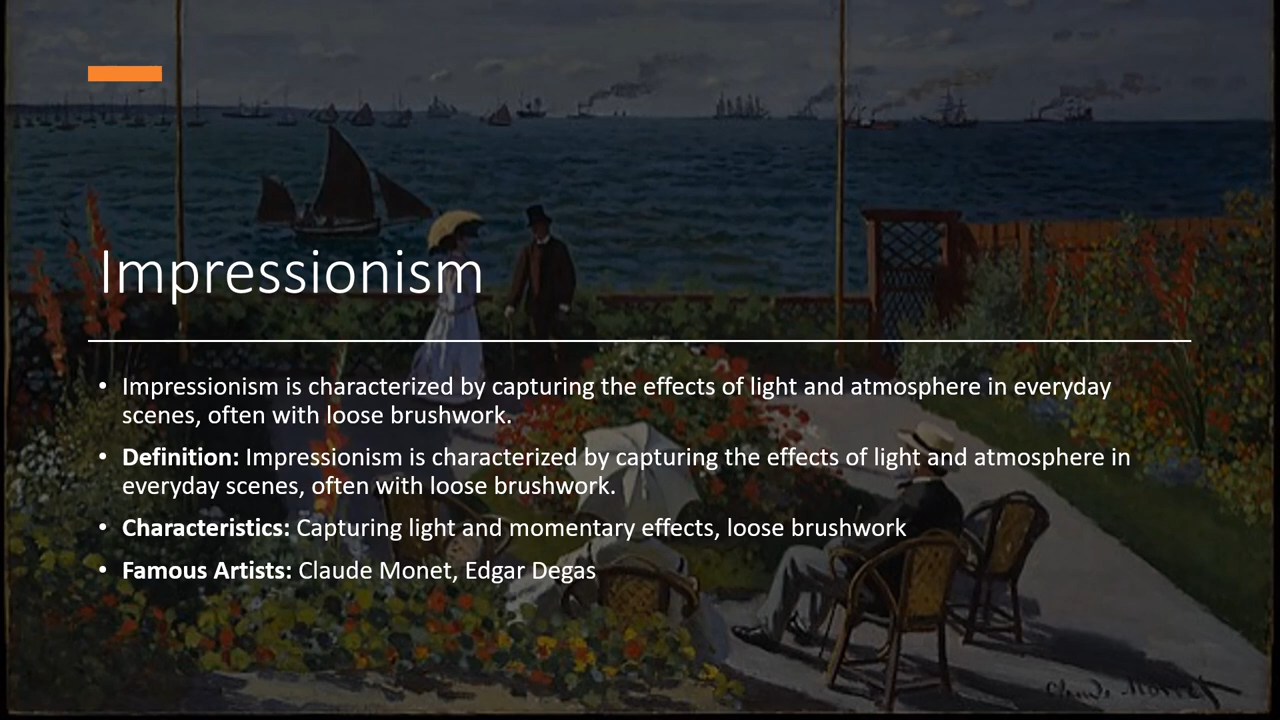 Impressionism
• Impressionism is characterized by capturing the effects of light and atmosphere in everyday
scenes, often with loose brushwork.
• Definition: Impressionism is characterized by capturing the effects of light and atmosphere in
everyday scenes, often with loose brushwork.
• Characteristics: Capturing light and momentary effects, loose brushwork
• Famous Artists: Claude Monet, Edgar Degas
Claude Monet